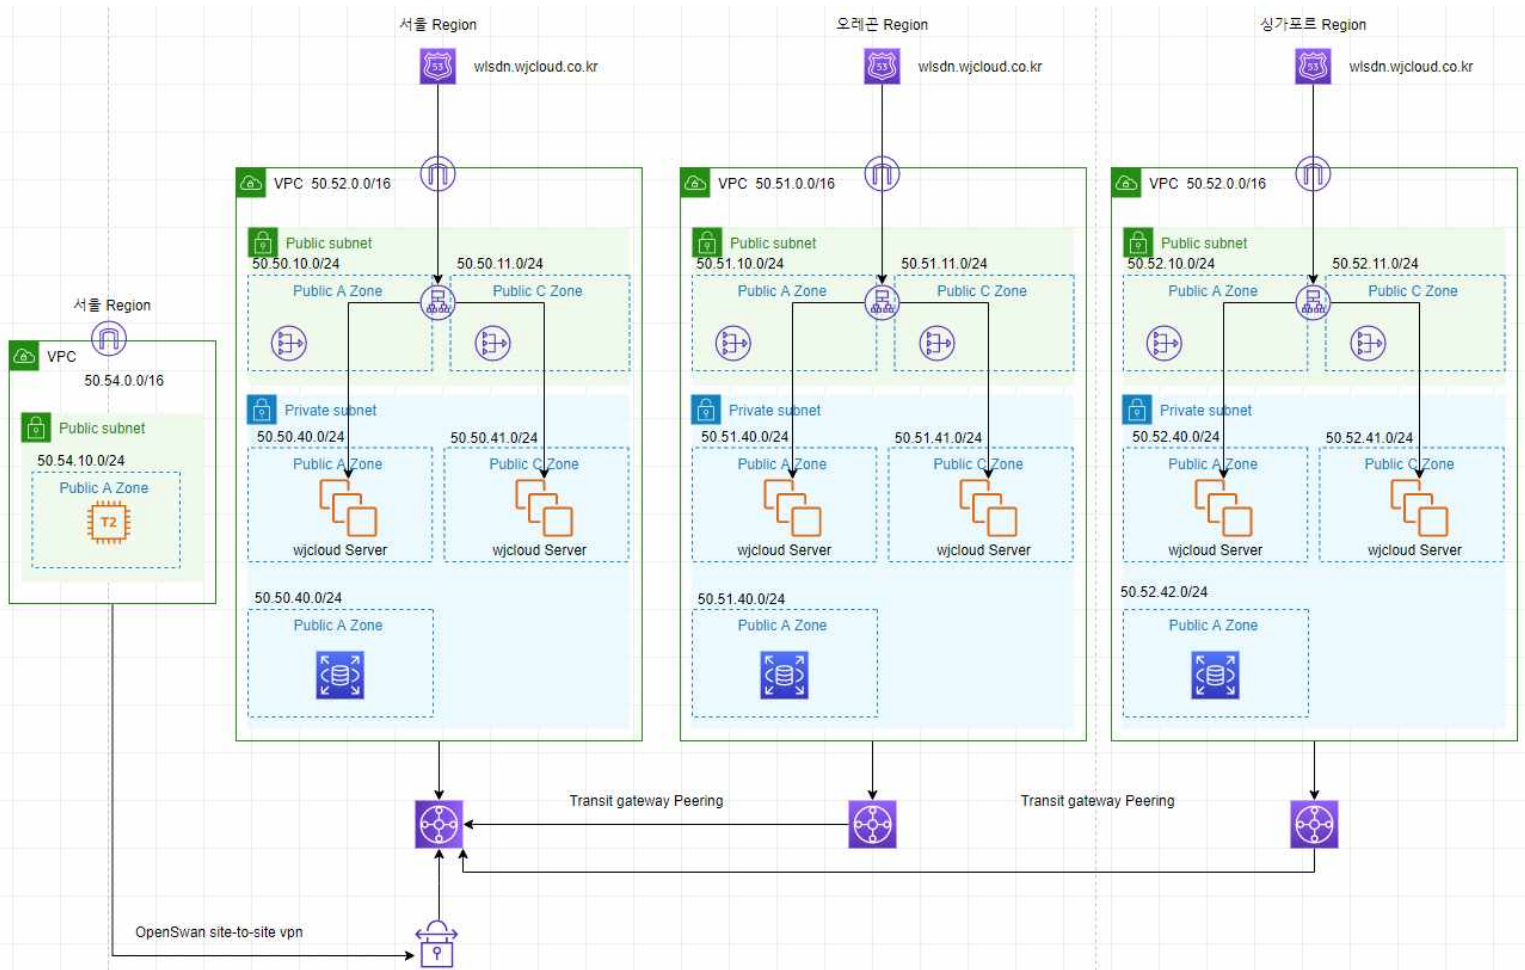 서울 Region
오레곤 Region
싱가포르 Region
53
wlsdn.wjcloud.co.kr
53
wlsdn.wjcloud.co.kr
53
wlsdn.wjcloud.co.kr
VPC 50.52.0.0/16
Public subnet
50.50.10.0/24
50.50.11.0/24
Public A Zone
Public C Zone
Private subnet
50.50.40.0/24
50.50.41.0/24
Public A Zone
Public C Zone
wjcloud Server
wjcloud Server
50.50.40.0/24
Public A Zone
VPC 50.51.0.0/16
Public subnet
50.51.10.0/24
50.51.11.0/24
Public A Zone
Public C Zone
Private subnet
50.51.40.0/24
50.51.41.0/24
Public A Zone
Public C Zone
wjcloud Server
wjcloud Server
50.51.40.0/24
Public A Zone
VPC 50.52.0.0/16
Public subnet
50.52.10.0/24
50.52.11.0/24
Public A Zone
Public C Zone
Private subnet
50.52.40.0/24
50.52.41.0/24
Public A Zone
Public C Zone
wjcloud Server
wjcloud Server
50.52.42.0/24
Public A Zone
서울 Region
VPC
50.54.0.0/16
Public subnet
50.54.10.0/24
Public A Zone
T2
Transit gateway Peering
Transit gateway Peering
OpenSwan site-to-site vpn